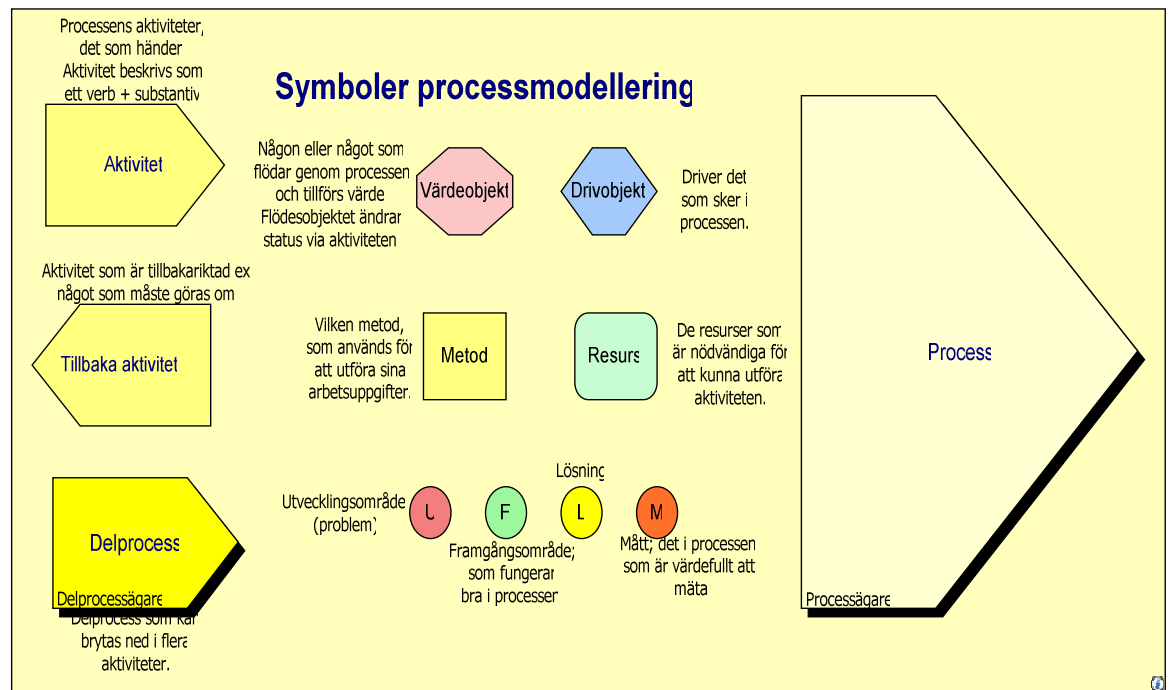 Processens aktiviteter,
det som händer
Aktivitet beskrivs som
ett verb + substantiv
Symboler processmodellering
Aktivitet
Någon eller något som
flödar genom processen
och tillförs värde
Flödesobjektet ändrar
status via aktiviteten
Värdeobjekt
Drivobjekt
Driver det
som sker i
processen.
Aktivitet som är tillbakariktad ex
något som måste göras om
Tillbaka aktivitet
Vilken metod,
som används för
att utföra sina
arbetsuppgifter.
Metod
Resurs
De resurser som
är nödvändiga för
att kunna utföra
aktiviteten.
Process
Lösning
Utvecklingsområde
(problem)
U
F
L
M
Framgångsområde;
som fungerar
bra i processen
Mått; det i processen
som är värdefullt att
mäta
Delprocess
Delprocessägare
Delprocess som kan
brytas ned i flera
aktiviteter.
Processägare